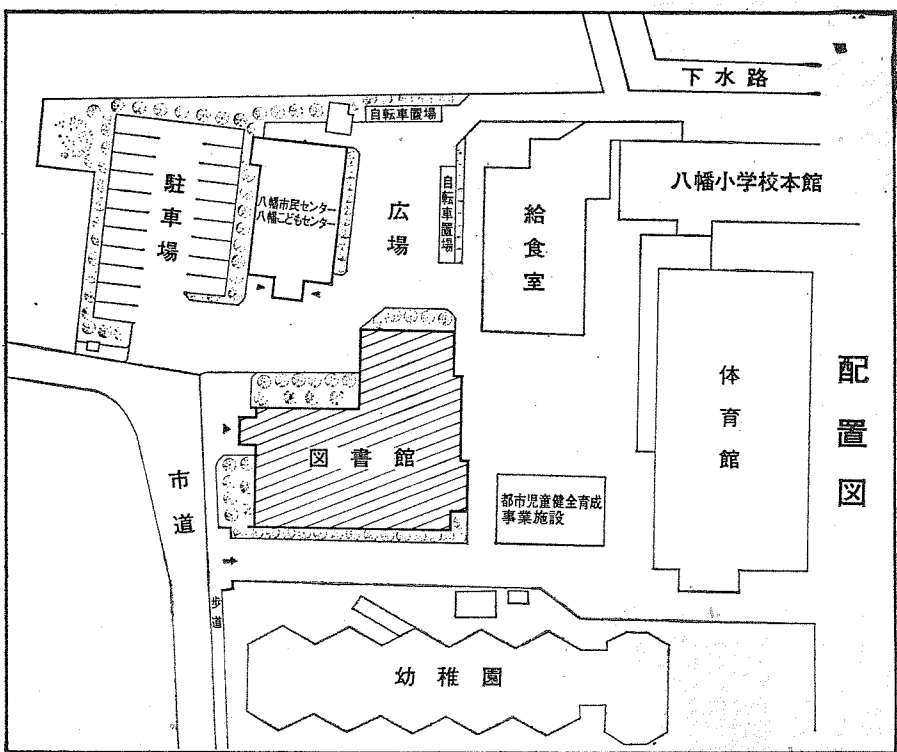 下水路
自転車置場
八幡小学校本館
駐車場
八幡市民センター
八幡こどもセンター
広場
自転車置場
給食室
体育館
配置図
図書館
市道
都市児童健全育成
事業施設
歩道
幼稚園